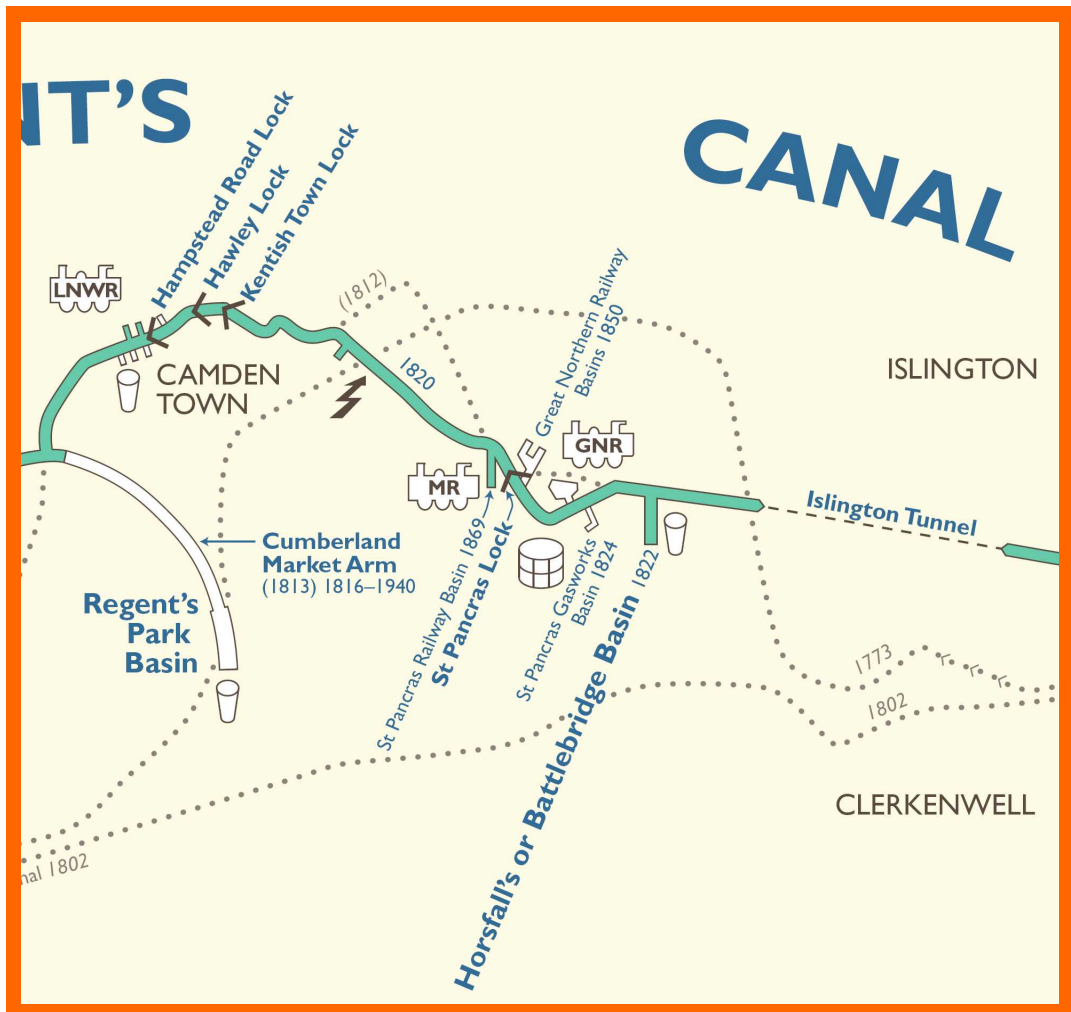 NT'S
CANAL
Hampstead Road Lock
Hawley Lock
Kentish Town Lock
LNWR
(1812)
Great Northern Railway
Basins 1850
CAMDEN
TOWN
1820
ISLINGTON
GNR
MR
Islington Tunnel
Cumberland
Market Arm
(1813) 1816–1940
St Pancras Railway Basin 1869
St Pancras Lock
St Pancras Gasworks
Basin 1824
Horsfall's or Battlebridge Basin 1822
Regent's
Park
Basin
1773
1802
CLERKENWELL
nal 1802